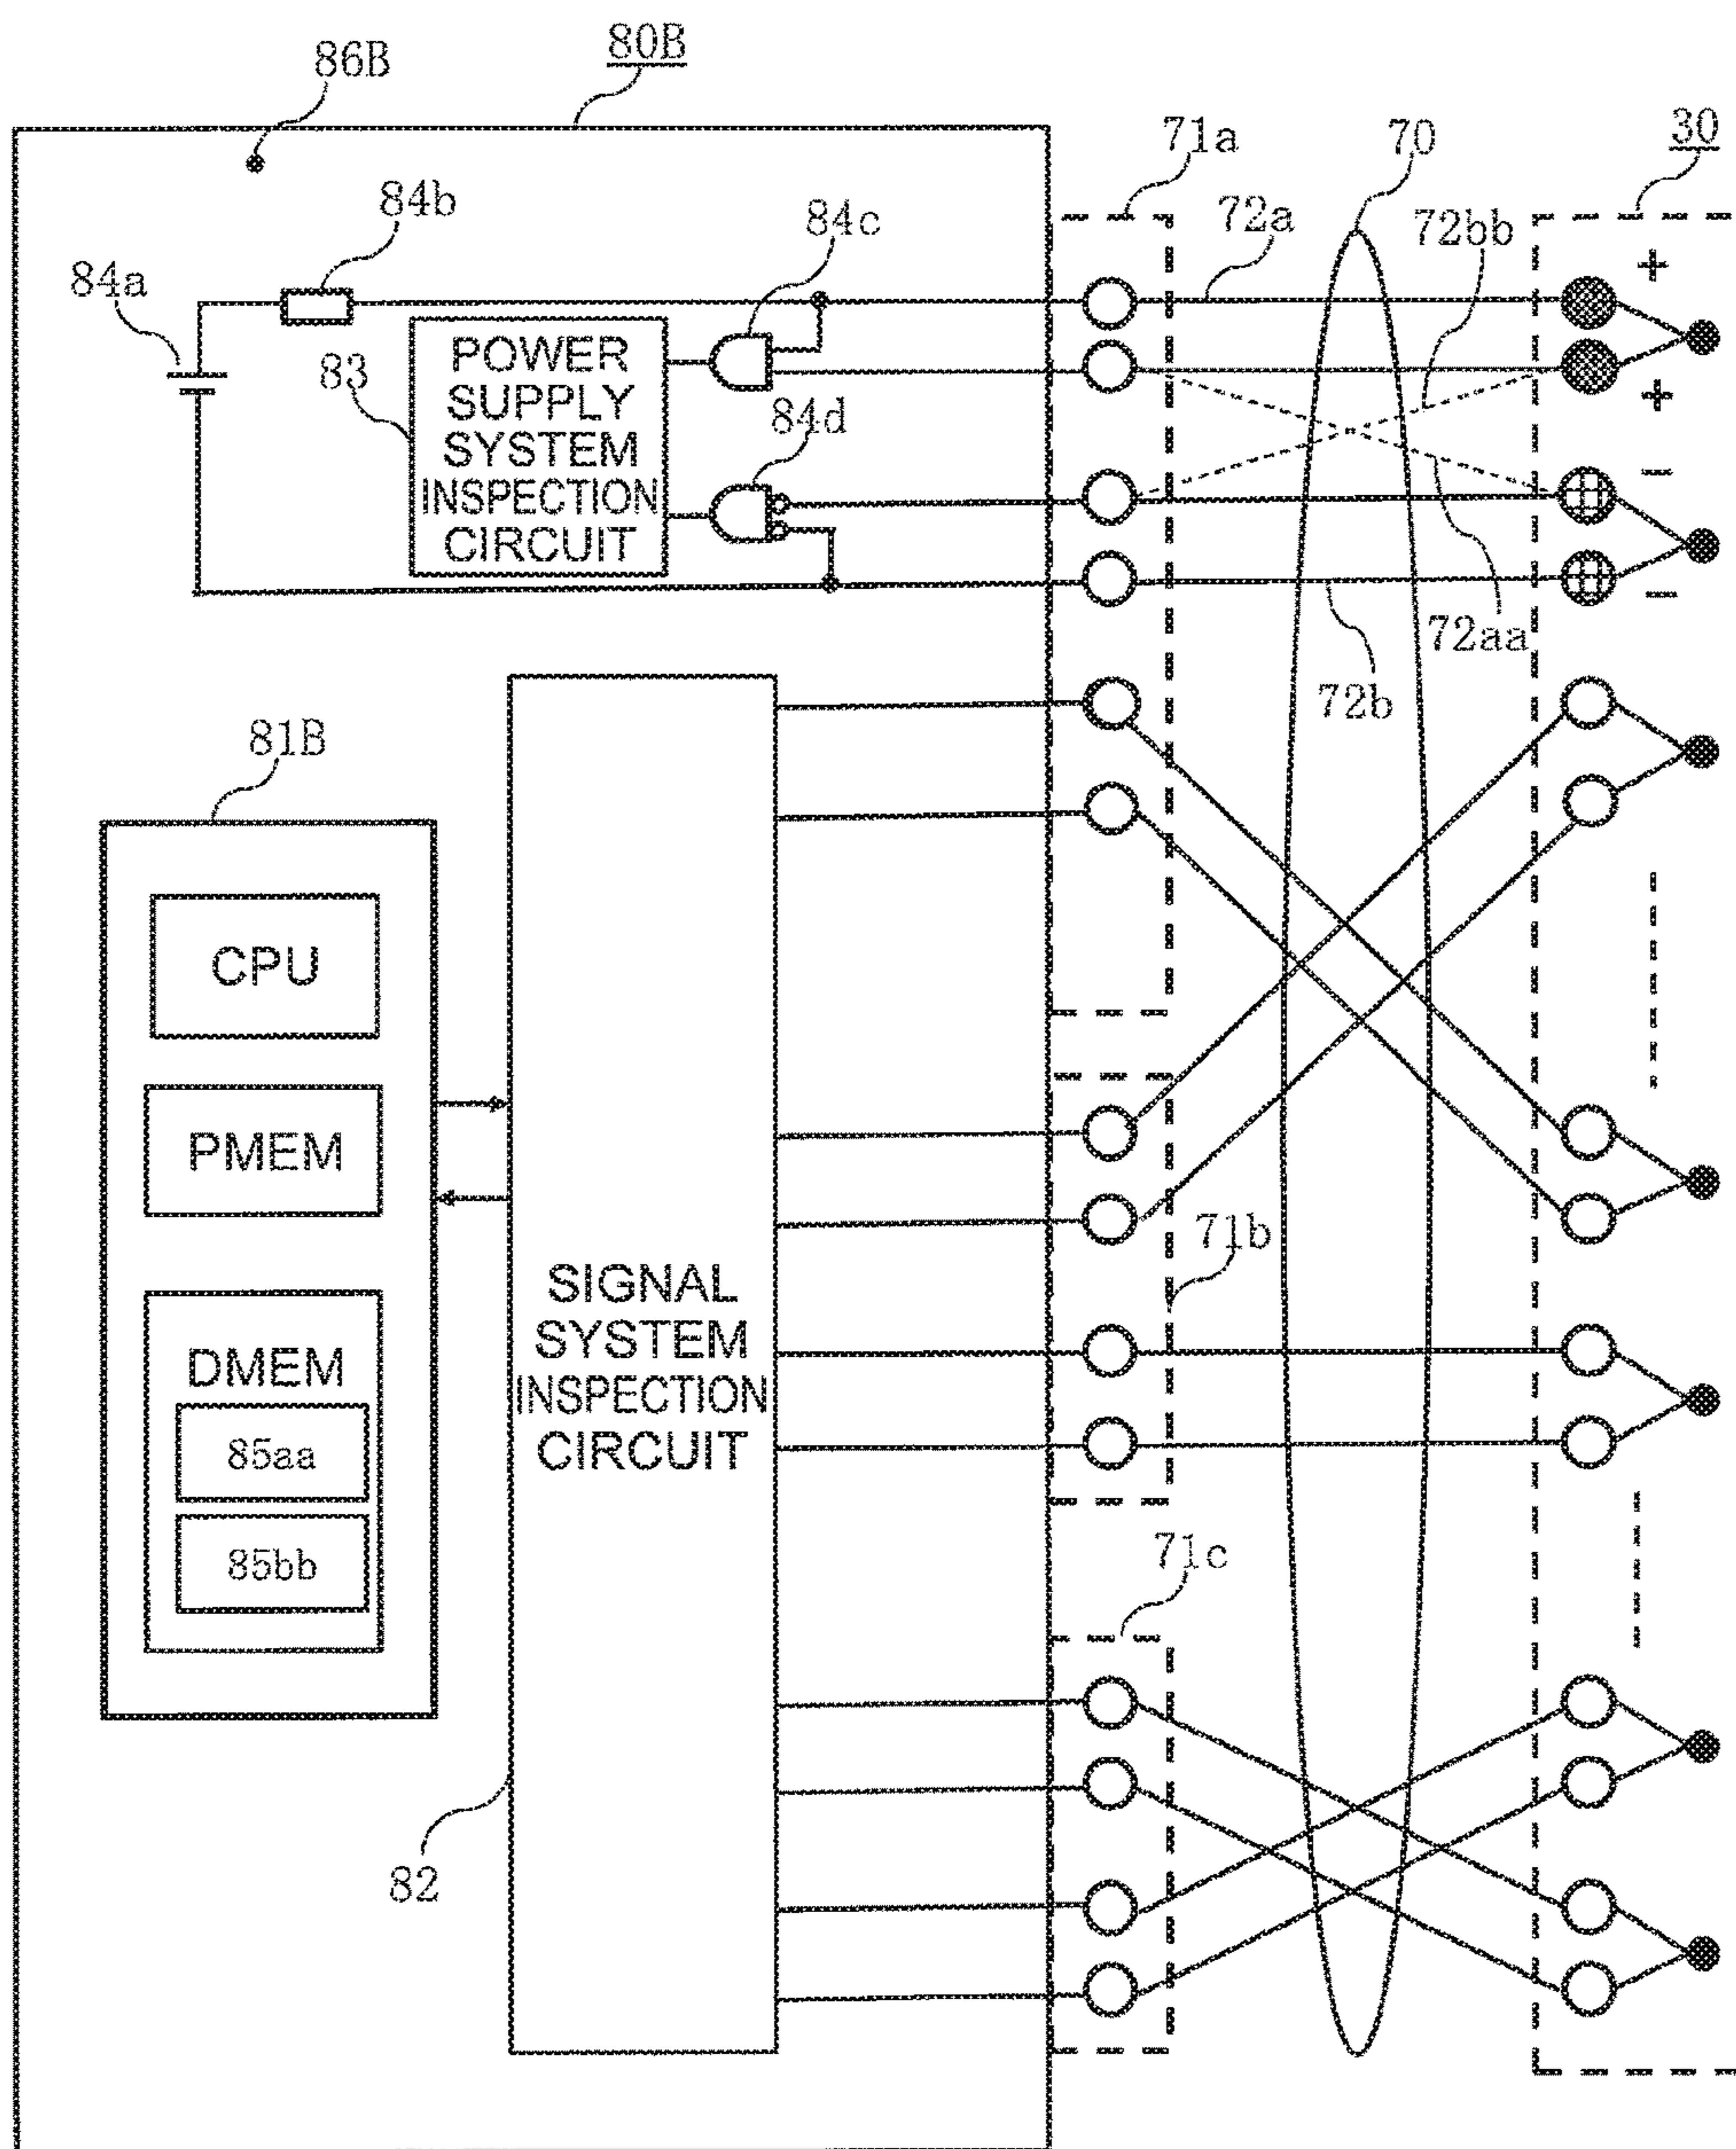 86B
80B
71a
70
30
84b
84c
72a
72bb
84a
+
83
POWER
SUPPLY
SYSTEM
INSPECTION
CIRCUIT
84d
+
−
−
72aa
72b
81B
CPU
PMEM
DMEM
85aa
85bb
SIGNAL
SYSTEM
INSPECTION
CIRCUIT
71b
71c
82